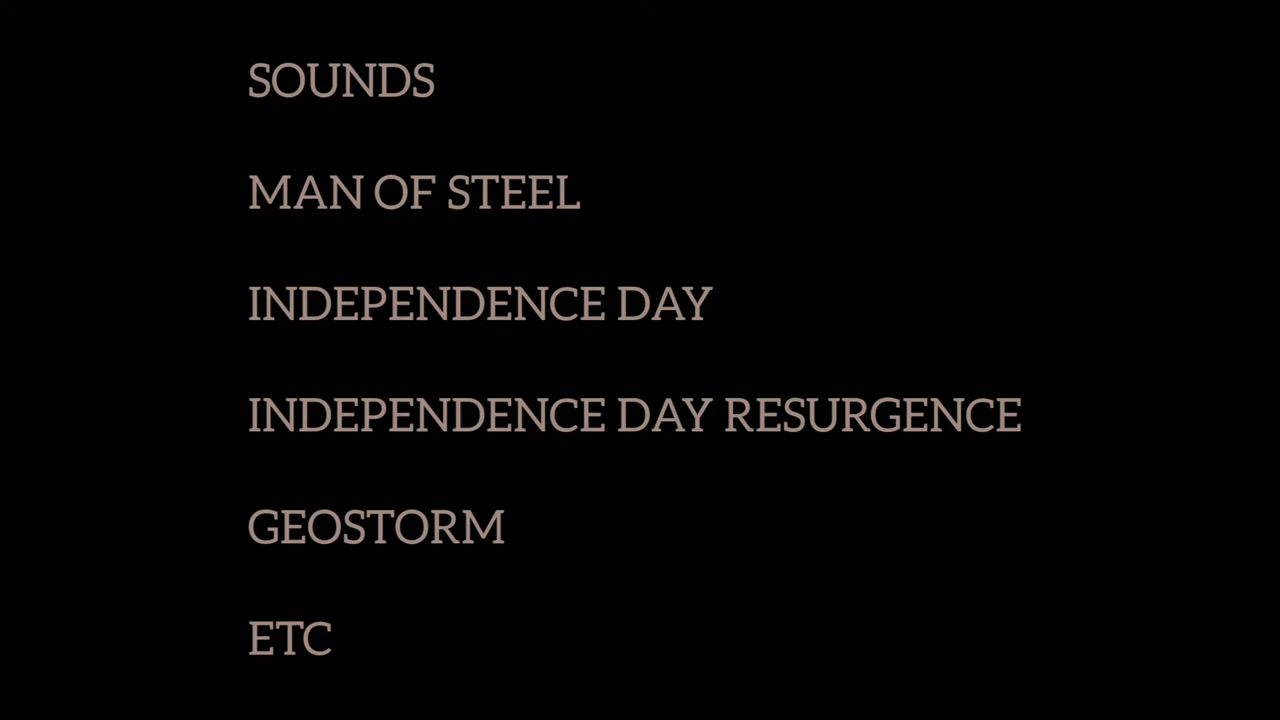 SOUNDS
MAN OF STEEL
INDEPENDENCE DAY
INDEPENDENCE DAY RESURGENCE
GEOSTORM
ETC